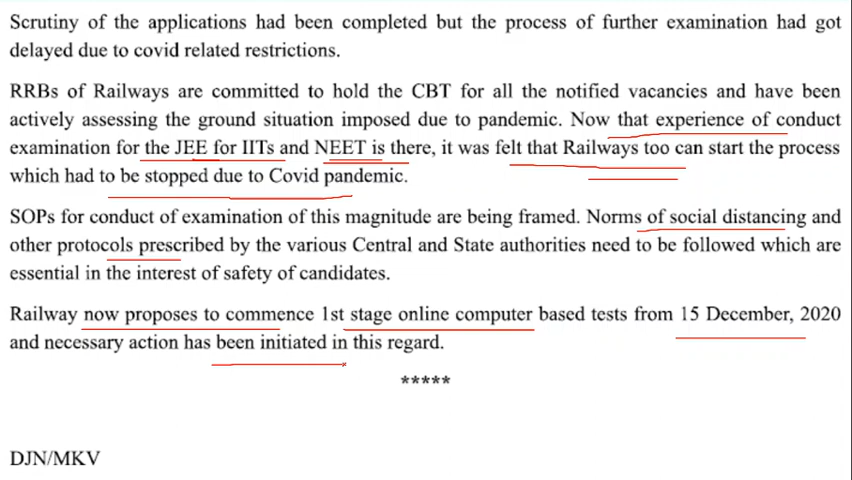 Scrutiny of the applications had been completed but the process of further examination had got
delayed due to covid related restrictions.
RRBs of Railways are committed to hold the CBT for all the notified vacancies and have been
actively assessing the ground situation imposed due to pandemic. Now that experience of conduct
examination for the JEE for IITs and NEET is there, it was felt that Railways too can start the process
which had to be stopped due to Covid pandemic.
SOPs for conduct of examination of this magnitude are being framed. Norms of social distancing and
other protocols prescribed by the various Central and State authorities need to be followed which are
essential in the interest of safety of candidates.
Railway now proposes to commence 1st stage online computer based tests from 15 December, 2020
and necessary action has been initiated in this regard.
*****
DJN/MKV